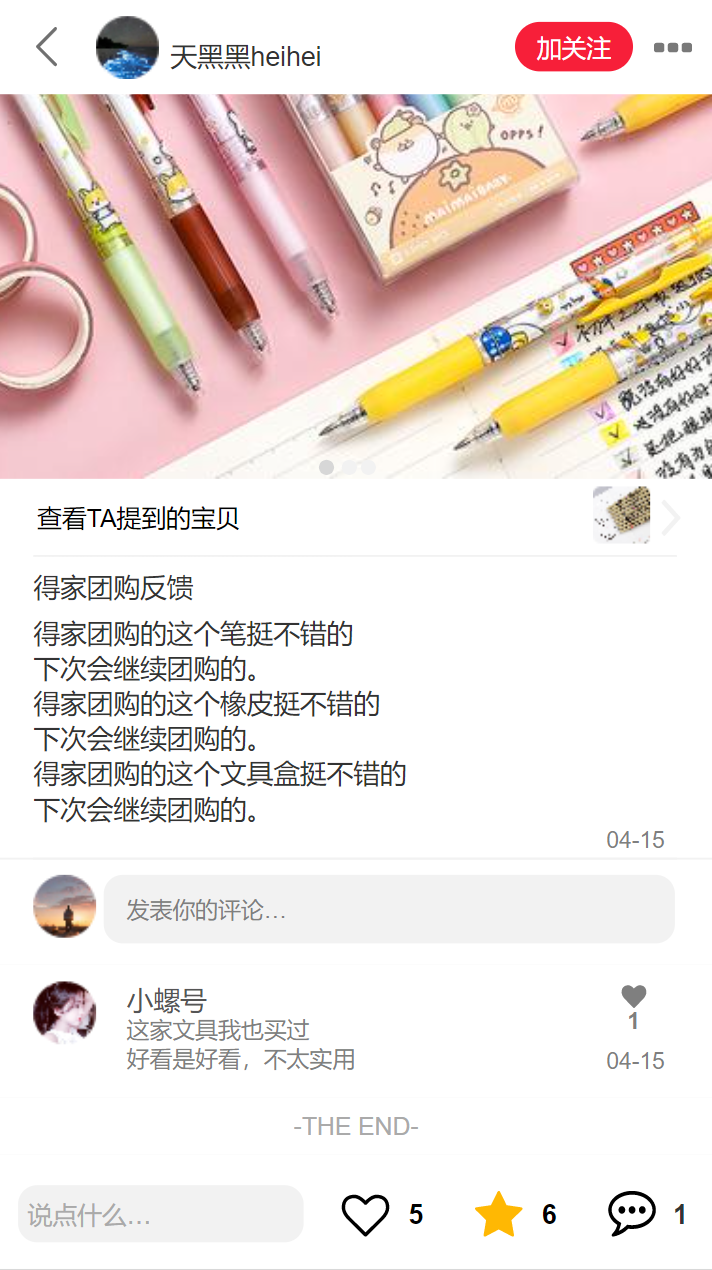 天黑黑heihei
加关注
OPPS!
MAIMAIBABY
查看TA提到的宝贝
得家团购反馈
得家团购的这个笔挺不错的
下次会继续团购的。
得家团购的这个橡皮挺不错的
下次会继续团购的。
得家团购的这个文具盒挺不错的
下次会继续团购的。
04-15
发表你的评论...
小螺号
1
这家文具我也买过
好看是好看，不太实用
04-15
-THE END-
说点什么...
5
6
1